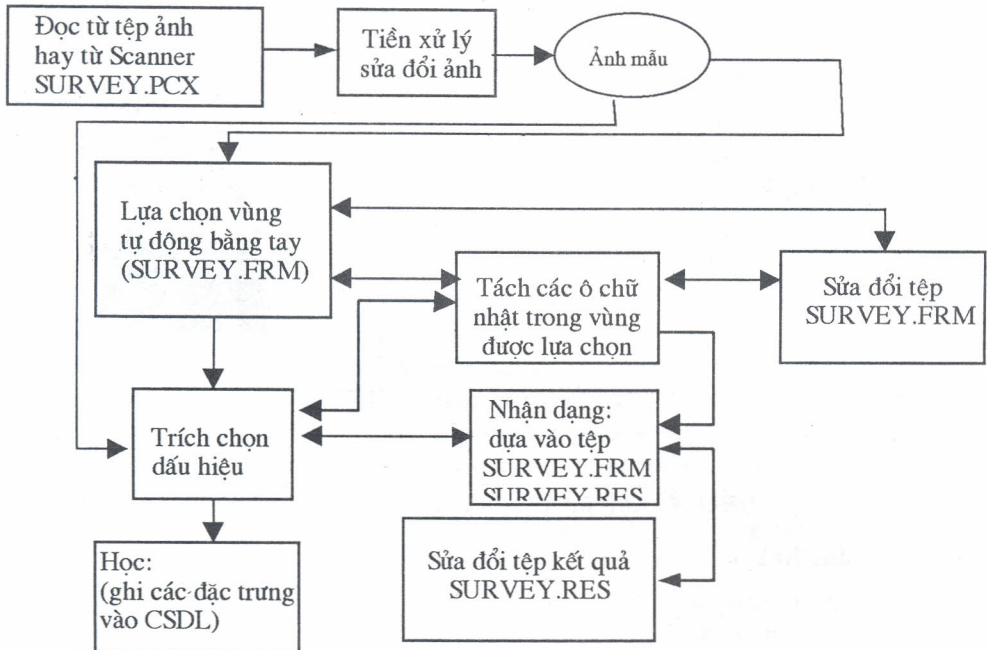 Đọc từ tệp ảnh
hay từ Scanner
SURVEY.PCX
Tiền xử lý
sửa đổi ảnh
Ảnh mẫu
Lựa chọn vùng
tự động bằng tay
(SURVEY.FRM)
Tách các ô chữ
nhật trong vùng
được lựa chọn
Sửa đổi tệp
SURVEY.FRM
Trích chọn
dấu hiệu
Nhận dạng:
dựa vào tệp
SURVEY.FRM
SURVEY.RES
Học:
(ghi các đặc trưng
vào CSDL)
Sửa đổi tệp kết quả
SURVEY.RES